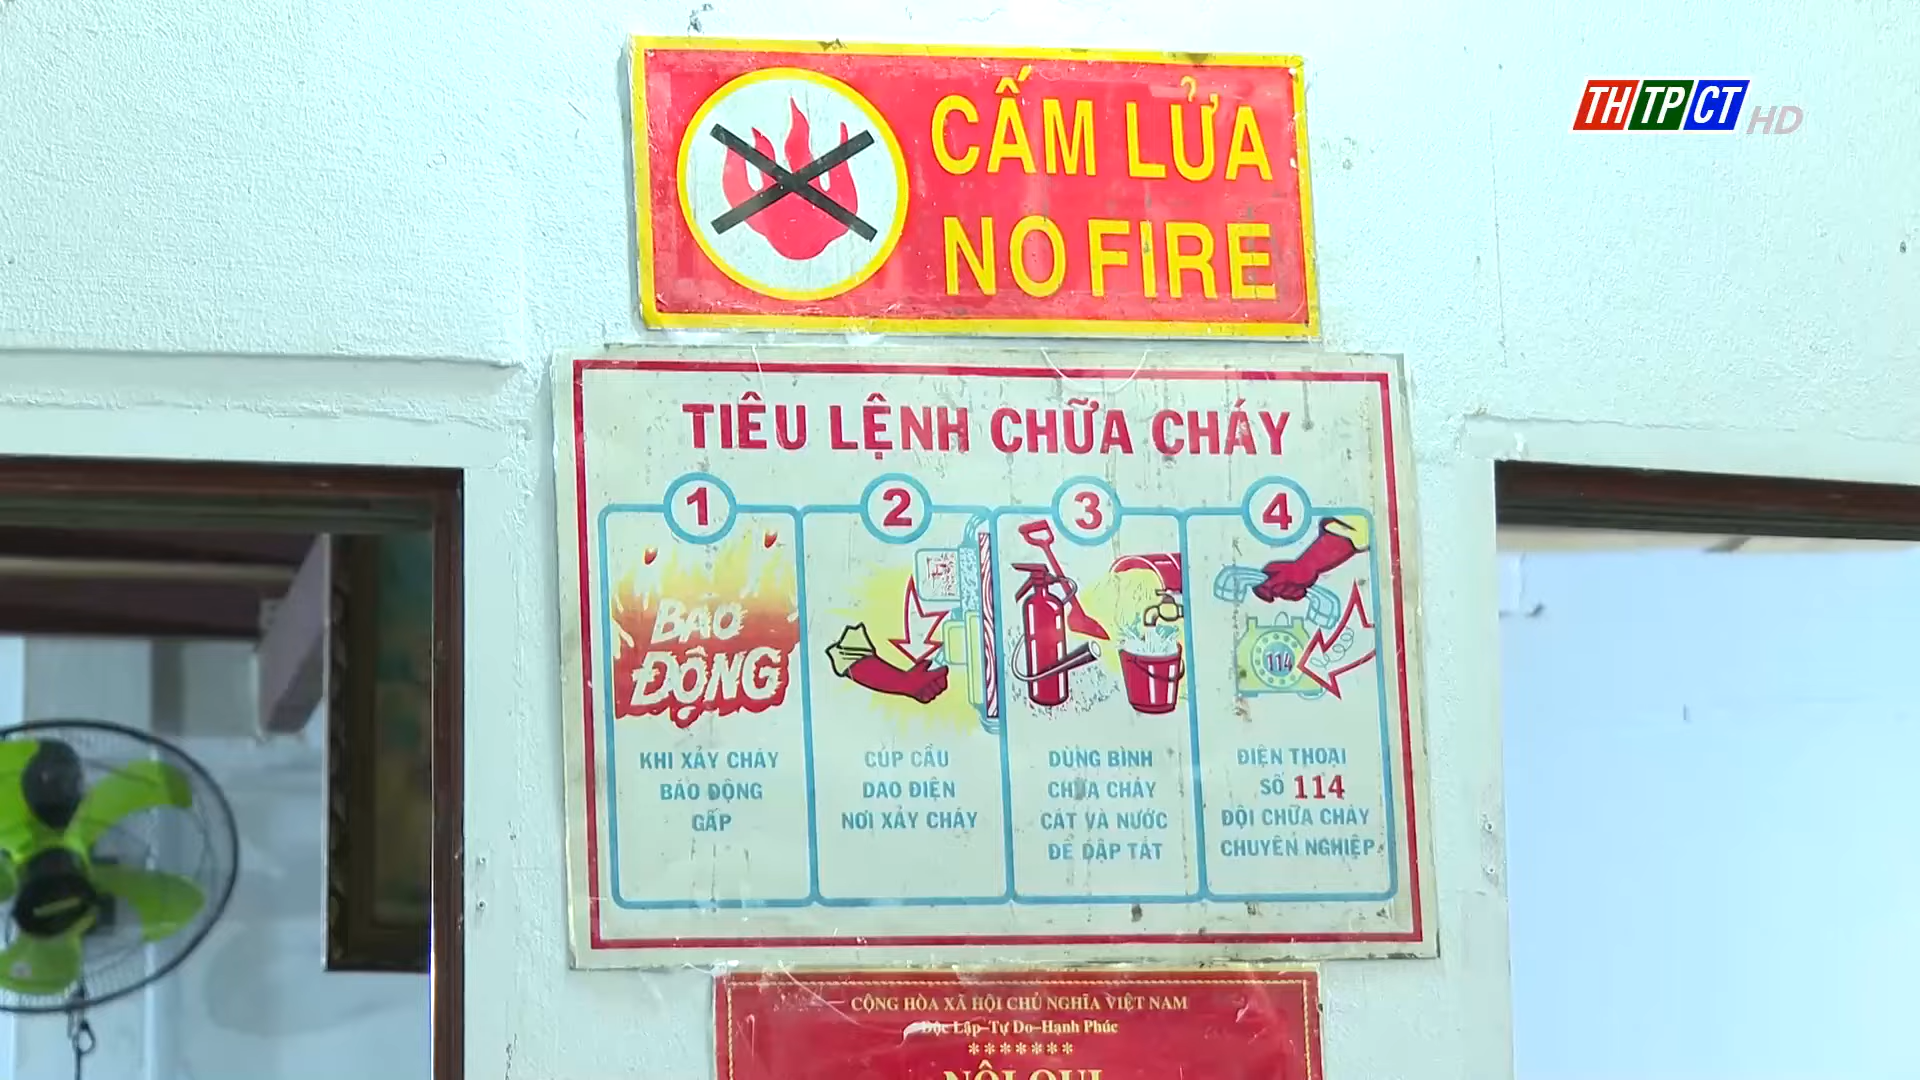 THTPCT HD
CẤM LỬA
NO FIRE
TIÊU LỆNH CHỮA CHÁY
1
2
3
4
BÁO
ĐỘNG
114
KHI XẢY CHÁY
BÁO ĐỘNG
GẤP
CÚP CẦU
DAO ĐIỆN
NƠI XẢY CHÁY
DÙNG BÌNH
CHỮA CHÁY
CÁT VÀ NƯỚC
ĐỂ DẬP TẮT
ĐIỆN THOẠI
SỐ 114
ĐỘI CHỮA CHÁY
CHUYÊN NGHIỆP
CỘNG HÒA XÃ HỘI CHỦ NGHĨA VIỆT NAM
Độc Lập-Tự Do-Hạnh Phúc
*******
NỘI QUI